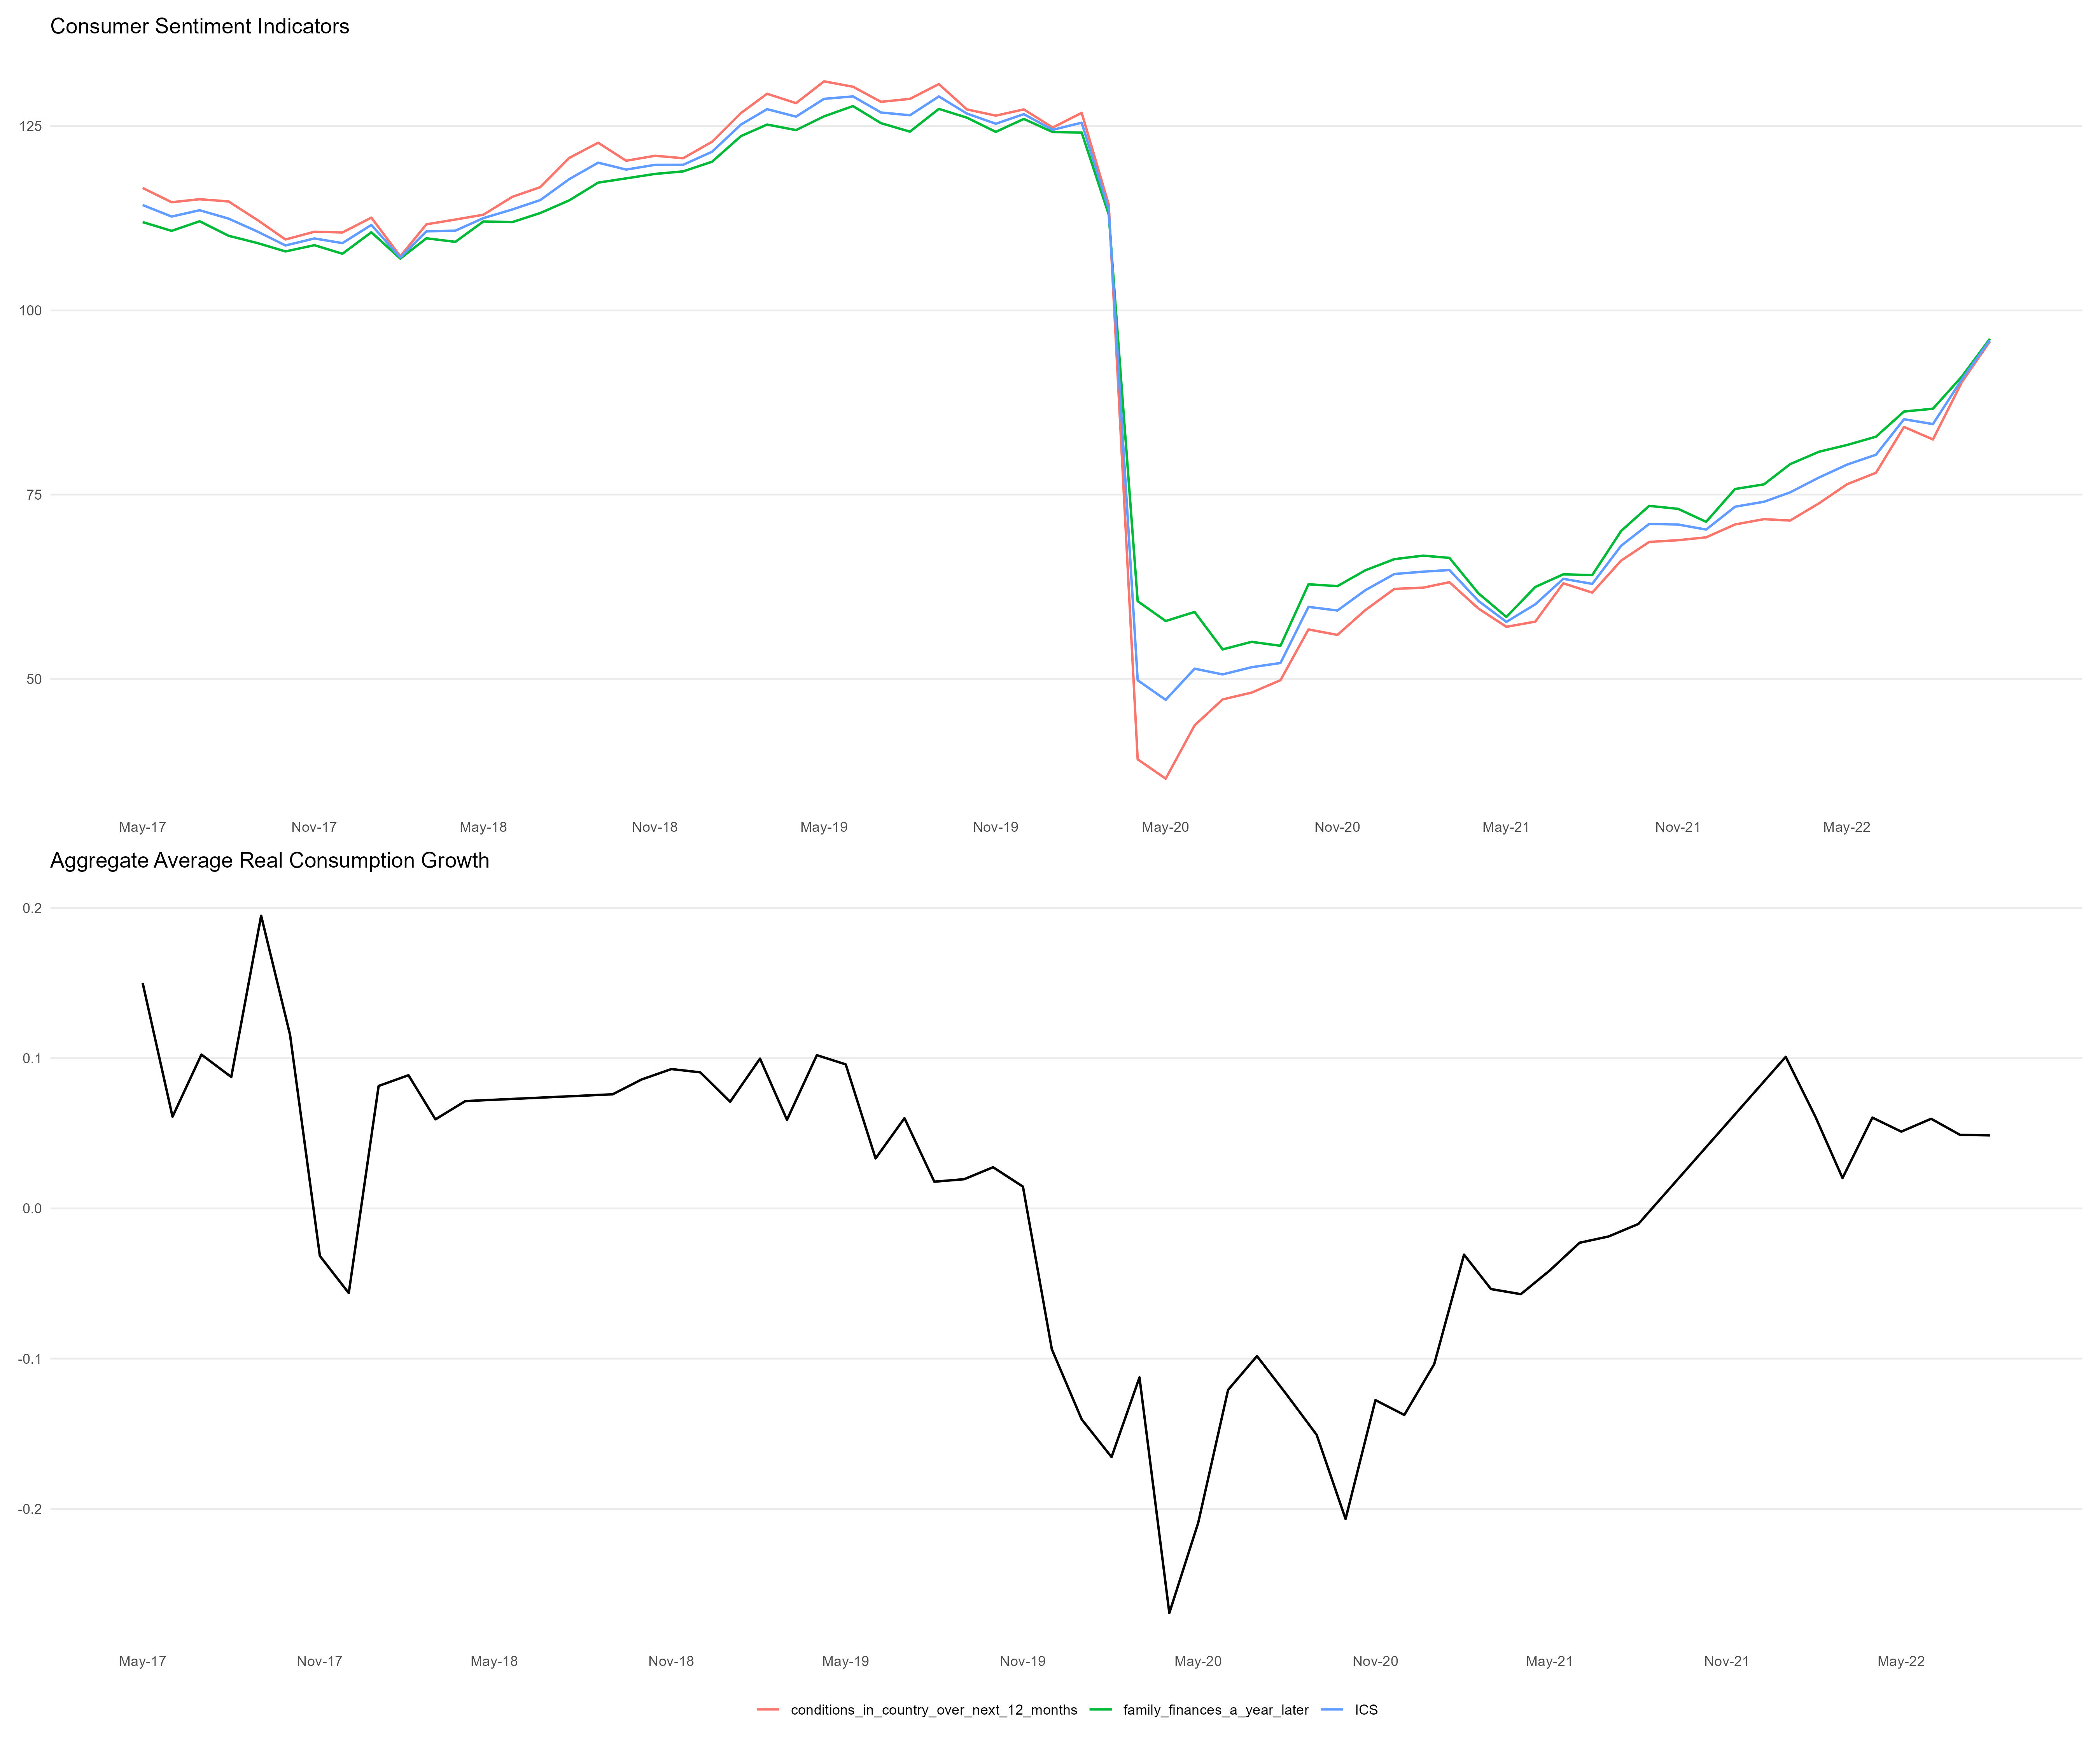 Consumer Sentiment Indicators
125
100
75
50
May-17 Nov-17 May-18 Nov-18 May-19 Nov-19 May-20 Nov-20 May-21 Nov-21 May-22
Aggregate Average Real Consumption Growth
0.2
0.1
0.0
-0.1
-0.2
May-17 Nov-17 May-18 Nov-18 May-19 Nov-19 May-20 Nov-20 May-21 Nov-21 May-22
conditions_in_country_over_next_12_months family_finances_a_year_later ICS